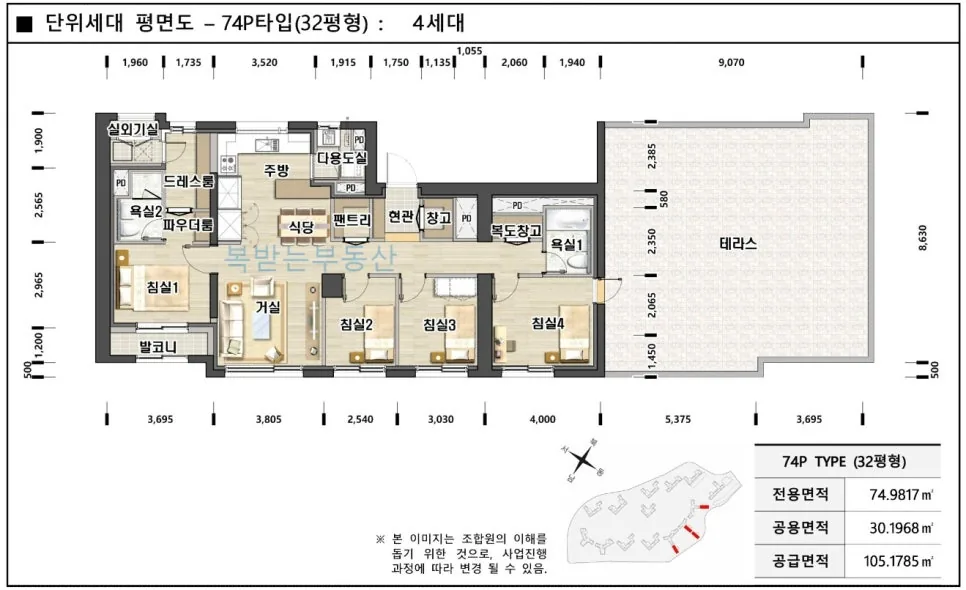 ■ 단위세대 평면도 – 74P타입(32평형) : 4세대
1,055
1,960 1,735 3,520 1,915 1,750 1,135 2,060 1,940 9,070
1,900
2,565
2,965
1,200
500
실외기실
드레스룸
PD
욕실2
파우더룸
침실1
발코니
주방
식당
거실
다용도실
PD
PD
팬트리
현관
창고
PD
PD
복도창고
욕실1
침실2
침실3
침실4
테라스
복받는부동산
2,385
580
2,350
2,065
1,450
8,630
500
3,695 3,805 2,540 3,030 4,000 5,375 3,695
※ 본 이미지는 조합원의 이해를
돕기 위한 것으로, 사업진행
과정에 따라 변경 될 수 있음.
74P TYPE (32평형)
전용면적 74.9817㎡
공용면적 30.1968㎡
공급면적 105.1785㎡